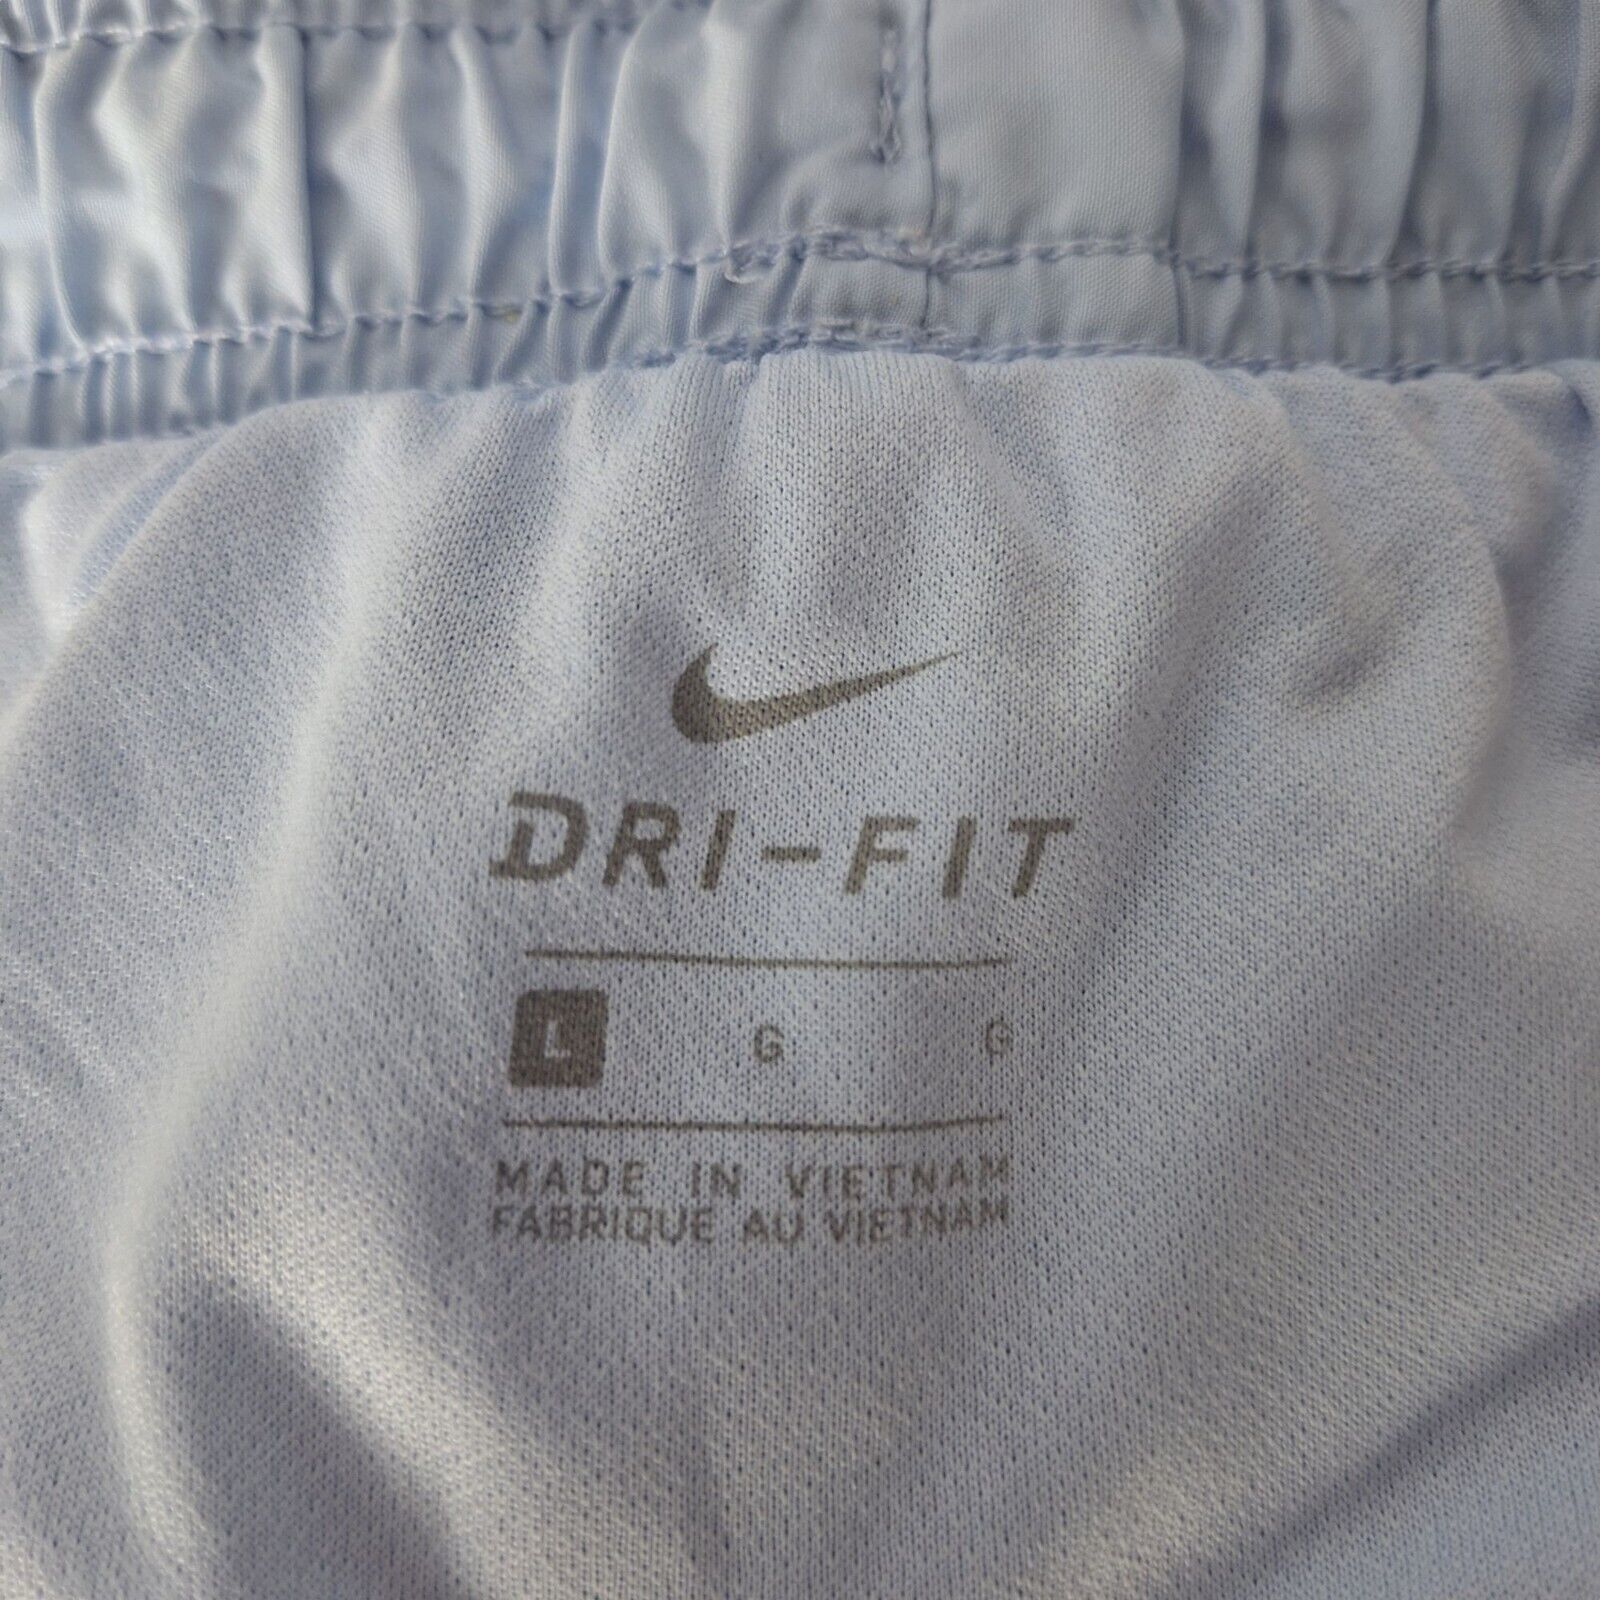 DRI-FIT
L G G
MADE IN VIETNAM
FABRIQUE AU VIETNAM